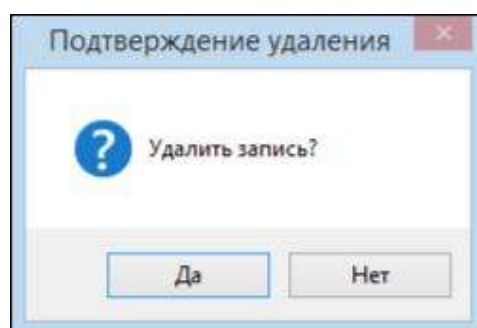 Подтверждение удаления
Удалить запись?
Да
Нет